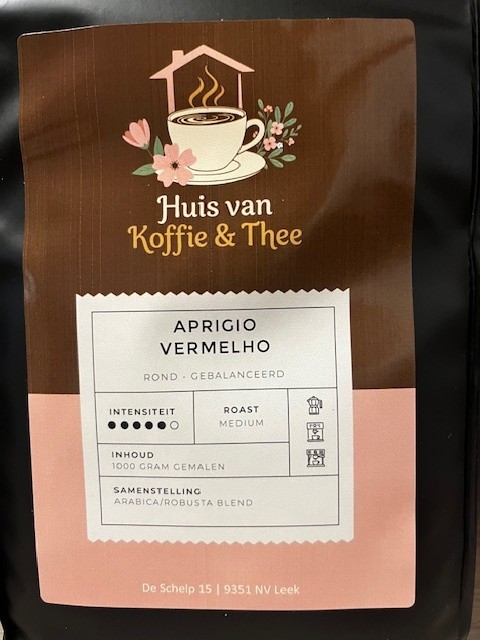 Huis van
Koffie & Thee
APRIGIO
VERMELHO
ROND - GEBALANCEERD
INTENSITEIT
ROAST
MEDIUM
INHOUD
1000 GRAM GEMALEN
SAMENSTELLING
ARABICA/ROBUSTA BLEND
De Schelp 15 | 9351 NV Leek